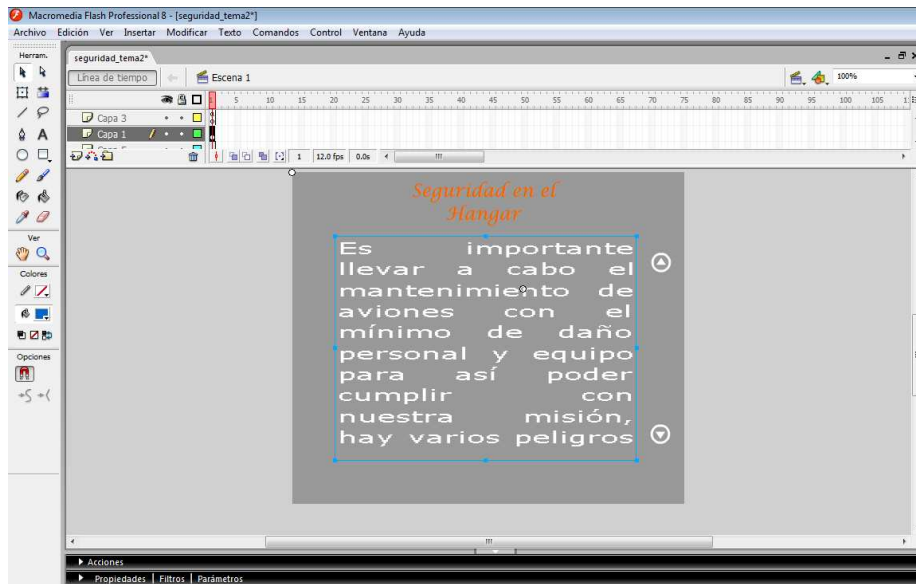 Macromedia Flash Professional 8 - [seguridad_tema2*]
Archivo Edición Ver Insertar Modificar Texto Comandos Control Ventana Ayuda
Herram.
seguridad_tema2*
Línea de tiempo
Escena 1
100%
5 10 15 20 25 30 35 40 45 50 55 60 65 70 75 80 85 90 95 100 105
Capa 3
Capa 1
1 12.0 fps 0.0s
Ver
Colores
Opciones
Seguridad en el
Hangar
Es importante
llevar a cabo el
mantenimiento de
aviones con el
mínimo de daño
personal y equipo
para así poder
cumplir con
nuestra misión,
hay varios peligros
Acciones
Propiedades Filtros Parámetros